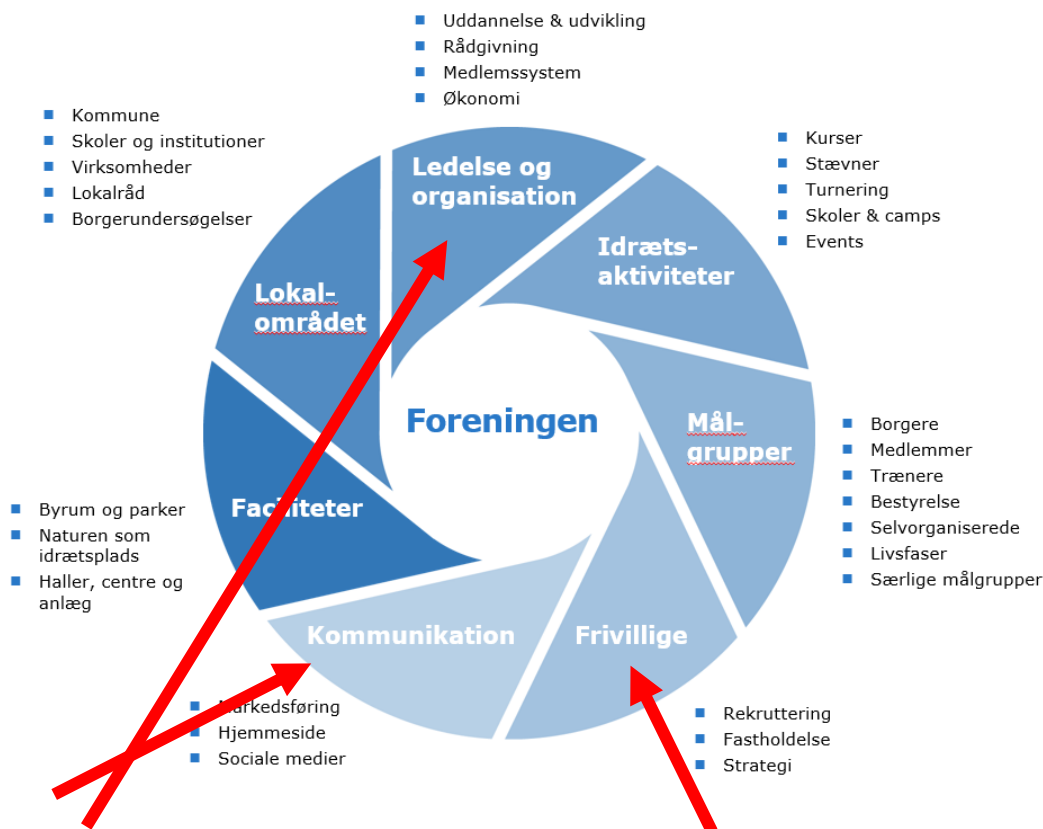 Uddannelse & udvikling
Rådgivning
Medlemssystem
Økonomi
Kommune
Skoler og institutioner
Virksomheder
Lokalråd
Borgerundersøgelser
Kurser
Stævner
Turnering
Skoler & camps
Events
Ledelse og
organisation
Idræts-
aktiviteter
Lokal-
området
Foreningen
Mål-
grupper
Borgere
Medlemmer
Trænere
Bestyrelse
Selvorganiserede
Livsfaser
Særlige målgrupper
Faciliteter
Byrum og parker
Naturen som
idrætsplads
Haller, centre og
anlæg
Kommunikation
Frivillige
Markedsføring
Hjemmeside
Sociale medier
Rekruttering
Fastholdelse
Strategi